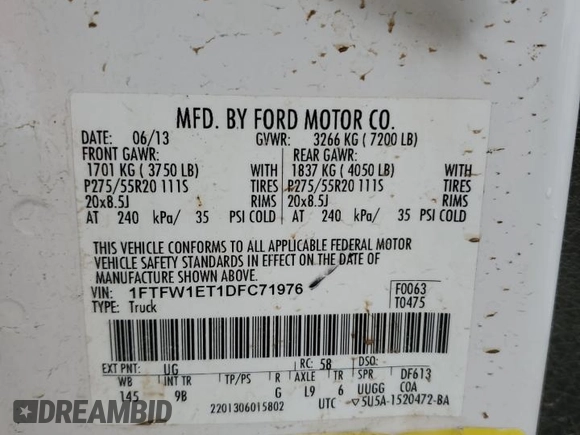 MFD. BY FORD MOTOR CO.
DATE: 06/13 GVWR: 3266 KG ( 7200 LB)
FRONT GAWR: REAR GAWR:
1701 KG ( 3750 LB) WITH 1837 KG ( 4050 LB) WITH
P275/55R20 111S TIRES P275/55R20 111S TIRES
20x8.5J RIMS 20x8.5J RIMS
AT 240 kPa/ 35 PSI COLD AT 240 kPa/ 35 PSI COLD
THIS VEHICLE CONFORMS TO ALL APPLICABLE FEDERAL MOTOR
VEHICLE SAFETY STANDARDS IN EFFECT ON THE DATE OF
MANUFACTURE SHOWN ABOVE.
VIN: 1FTFW1ET1DFC71976 F0063
TYPE: Truck T0475
EXT PNT: UG RC: 58 DSO:
WB INT TR TP/PS R AXLE TR SPR DF613
145 9B G L9 6 UUGG COA
2201306015802 UTC ▽5U5A-1520472-BA
DREAMBID